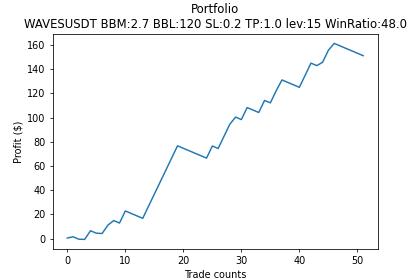 Portfolio
WAVESUSDT BBM:2.7 BBL:120 SL:0.2 TP:1.0 lev:15 WinRatio:48.0
160
140
120
100
80
60
40
20
0
Profit ($)
0 10 20 30 40 50
Trade counts